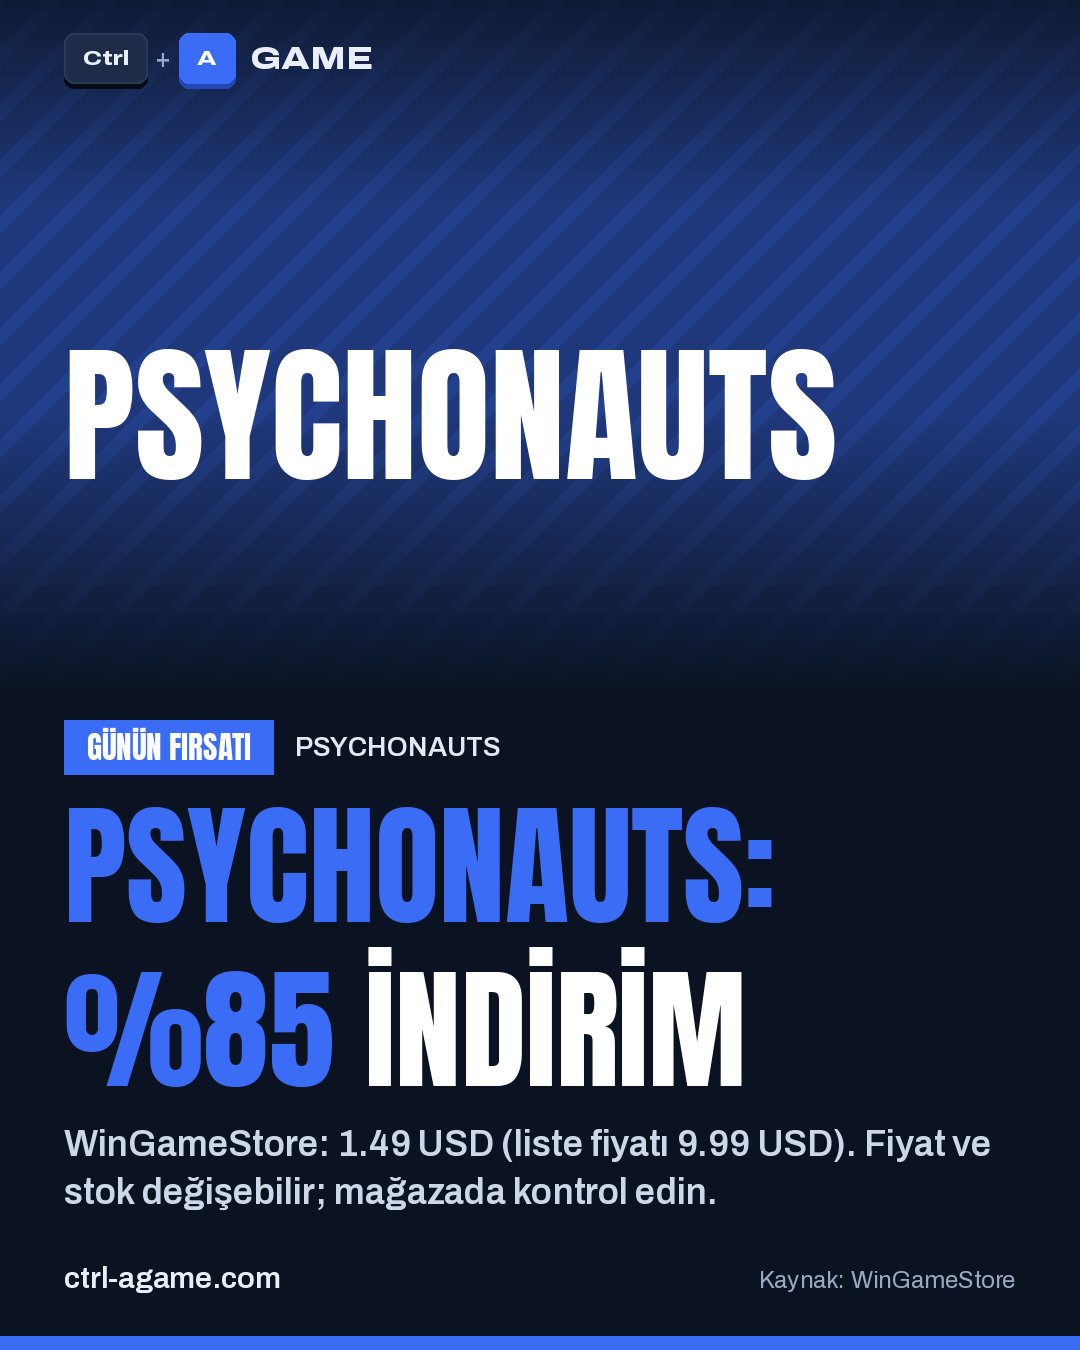 Ctrl + A GAME
PSYCHONAUTS
GÜNÜN FIRSATI PSYCHONAUTS
PSYCHONAUTS:
%85 İNDİRİM
WinGameStore: 1.49 USD (liste fiyatı 9.99 USD). Fiyat ve
stok değişebilir; mağazada kontrol edin.
ctrl-agame.com Kaynak: WinGameStore